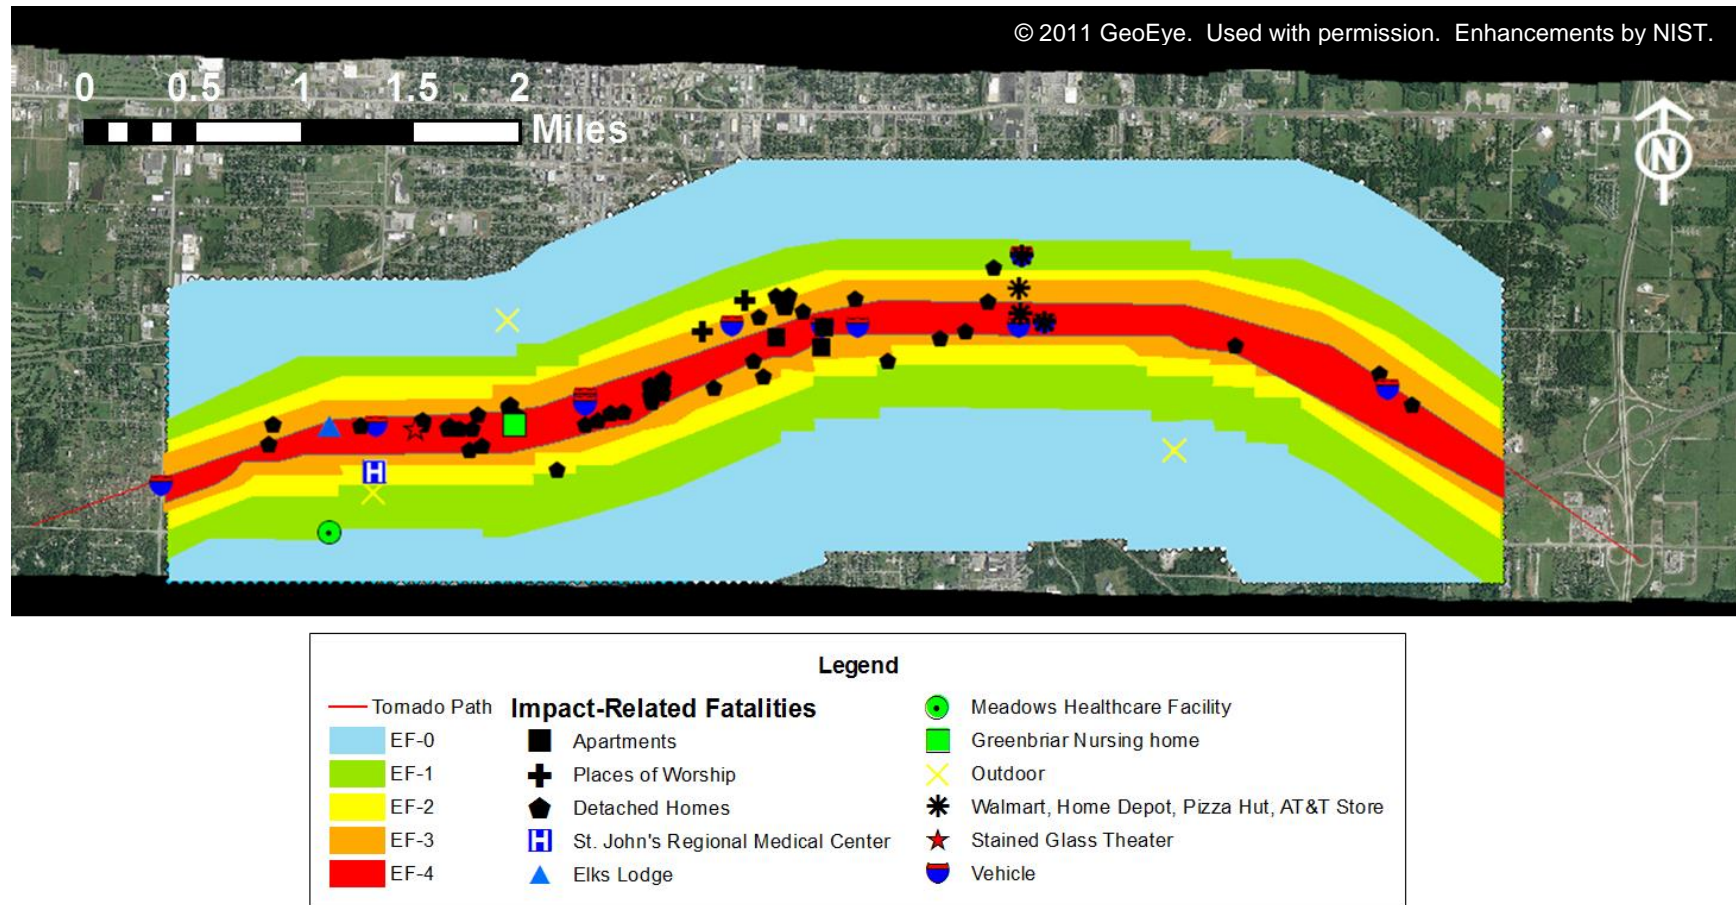 © 2011 GeoEye. Used with permission. Enhancements by NIST.
0 0.5 1 1.5 2
Miles
N
H
Legend
Tornado Path
EF-0
EF-1
EF-2
EF-3
EF-4
Impact-Related Fatalities
Apartments
Places of Worship
Detached Homes
H St. John's Regional Medical Center
Elks Lodge
Meadows Healthcare Facility
Greenbriar Nursing home
Outdoor
Walmart, Home Depot, Pizza Hut, AT&T Store
Stained Glass Theater
Vehicle